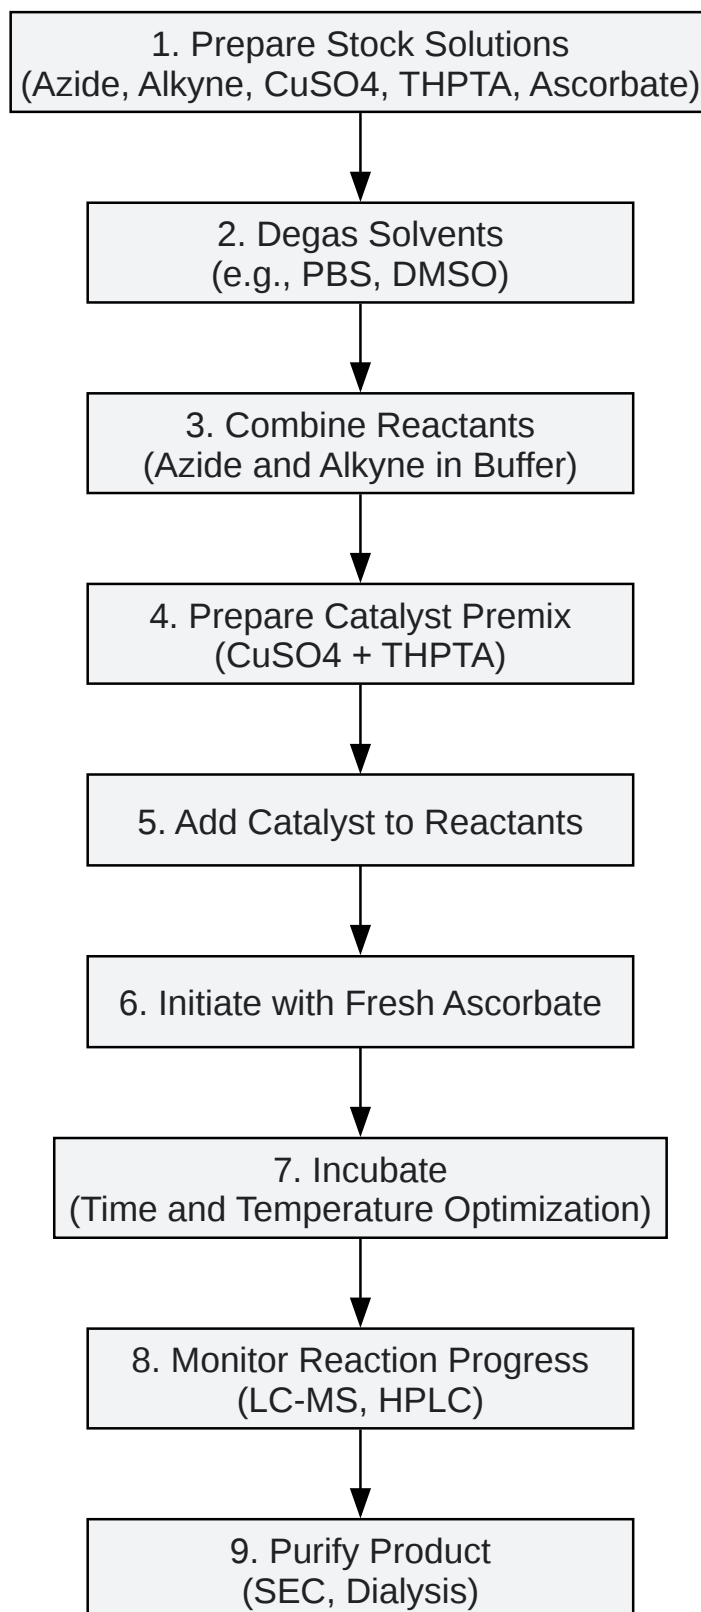 1. Prepare Stock Solutions
(Azide, Alkyne, CuSO4, THPTA, Ascorbate)
2. Degas Solvents
(e.g., PBS, DMSO)
3. Combine Reactants
(Azide and Alkyne in Buffer)
4. Prepare Catalyst Premix
(CuSO4 + THPTA)
5. Add Catalyst to Reactants
6. Initiate with Fresh Ascorbate
7. Incubate
(Time and Temperature Optimization)
8. Monitor Reaction Progress
(LC-MS, HPLC)
9. Purify Product
(SEC, Dialysis)